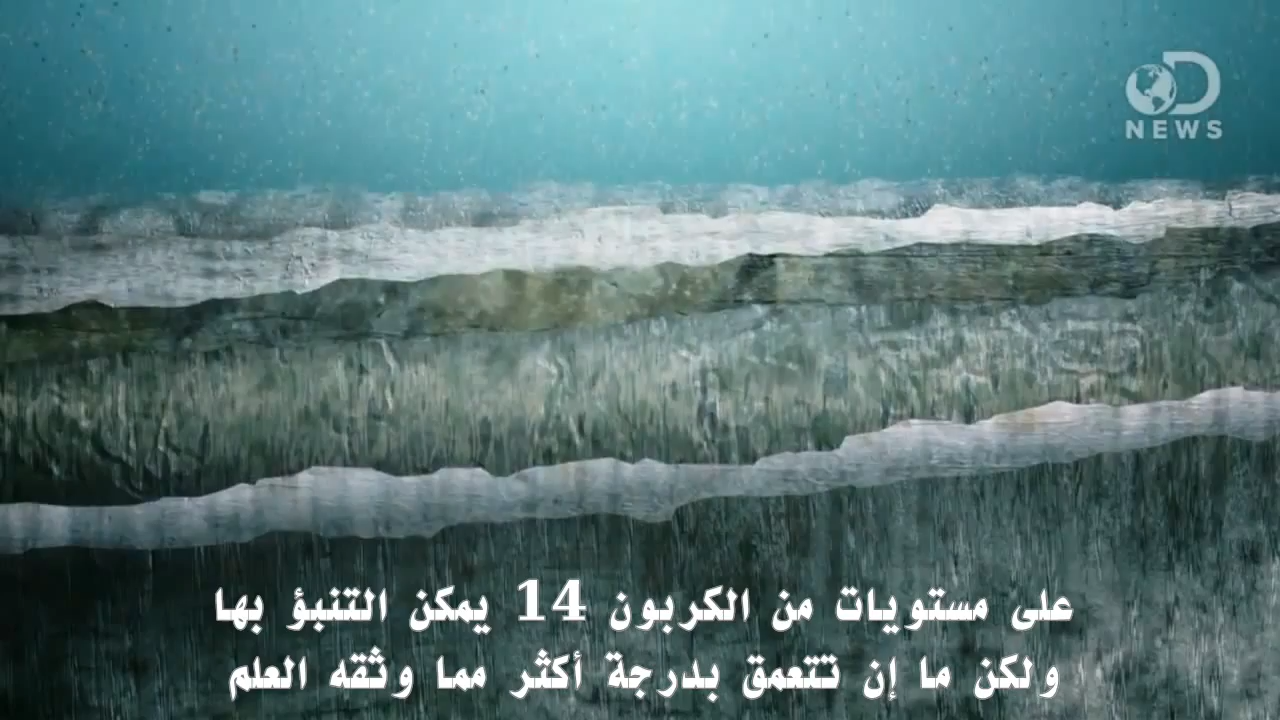 NEWS
على مستويات من الكربون 14 يمكن التنبؤ بها
ولكن ما إن تتعمق بدرجة أكثر مما وثقه العلم